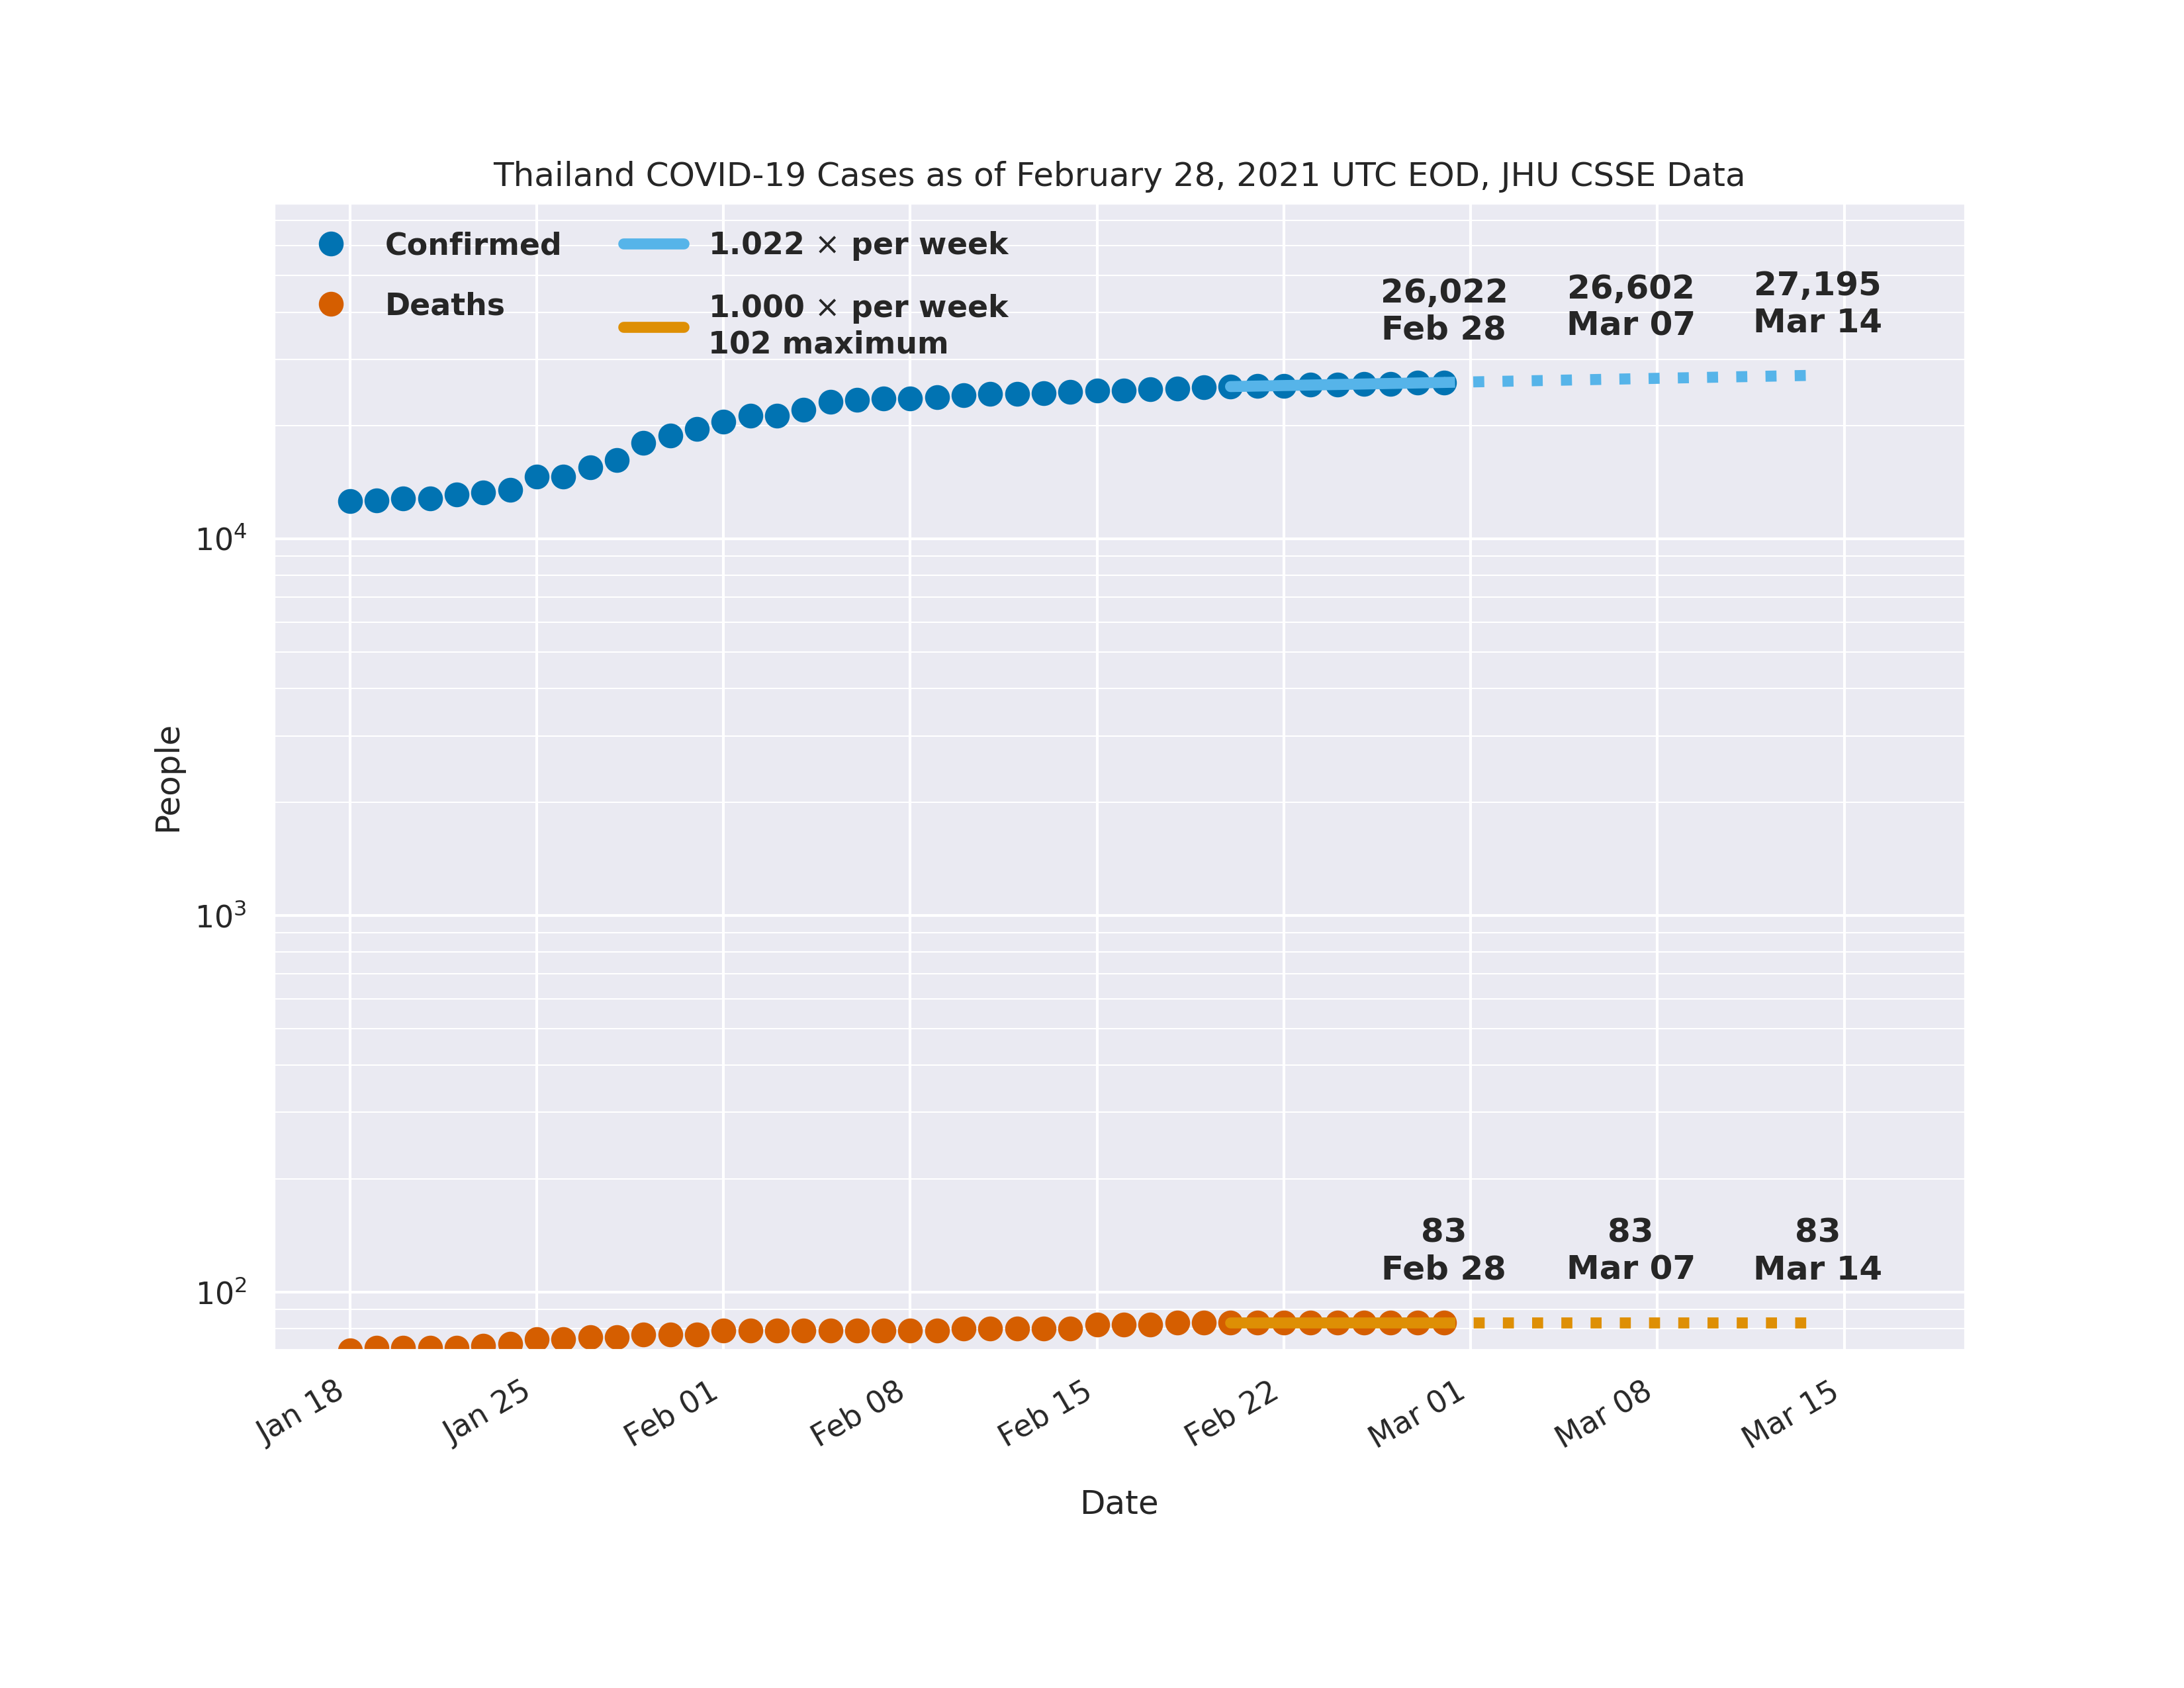 Thailand COVID-19 Cases as of February 28, 2021 UTC EOD, JHU CSSE Data
Confirmed
Deaths
1.022 × per week
1.000 × per week
102 maximum
26,022
Feb 28
26,602
Mar 07
27,195
Mar 14
83
Feb 28
83
Mar 07
83
Mar 14
People
10⁴
10³
10²
Jan 18
Jan 25
Feb 01
Feb 08
Feb 15
Feb 22
Mar 01
Mar 08
Mar 15
Date